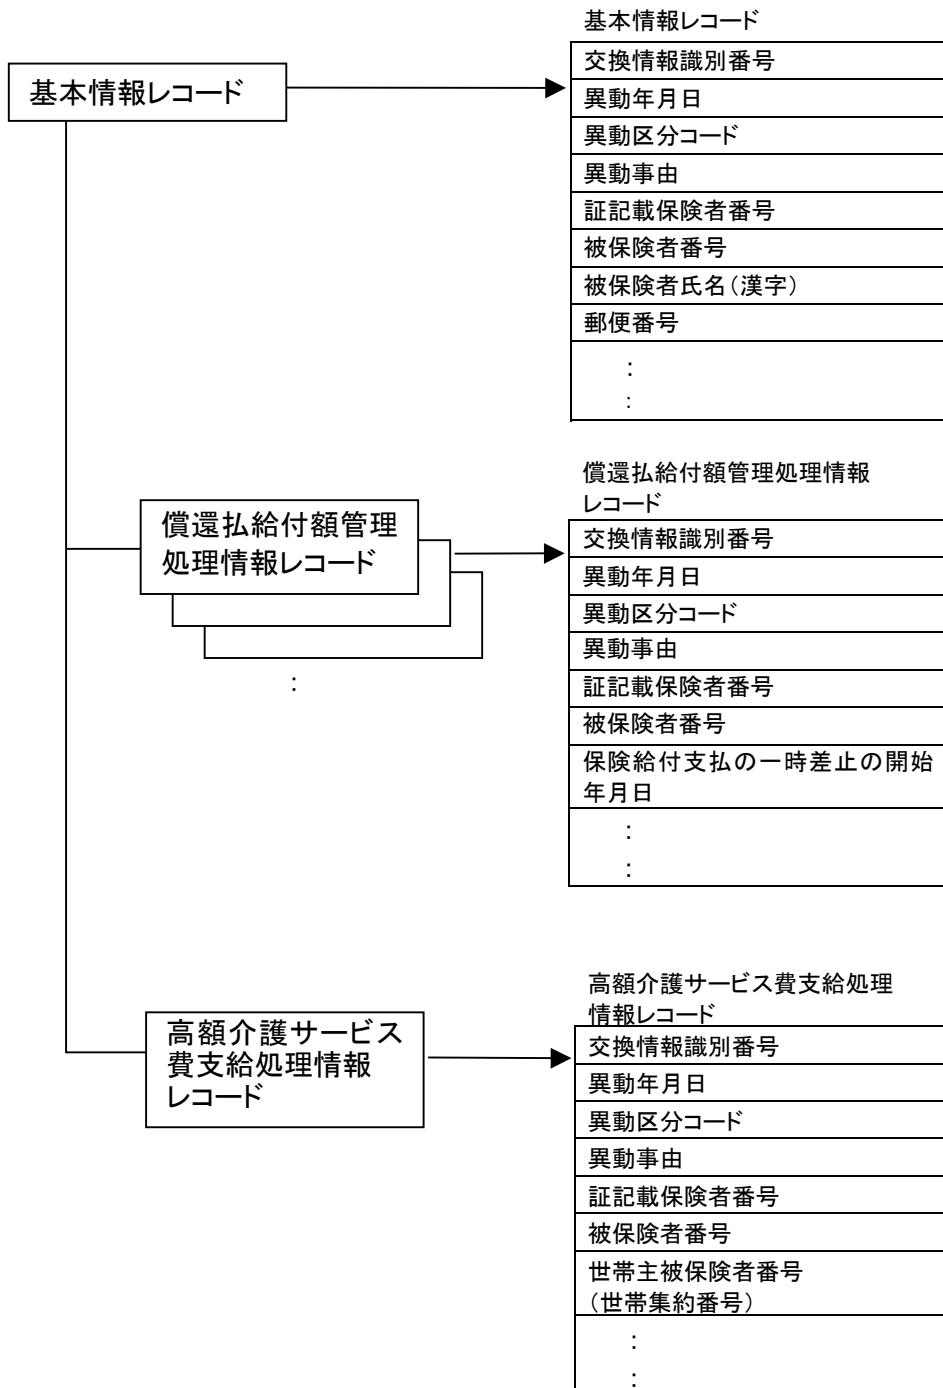 基本情報レコード
基本情報レコード
交換情報識別番号
異動年月日
異動区分コード
異動事由
証記載保険者番号
被保険者番号
被保険者氏名（漢字）
郵便番号
：
：
償還払給付額管理
処理情報レコード
：
償還払給付額管理処理情報
レコード
交換情報識別番号
異動年月日
異動区分コード
異動事由
証記載保険者番号
被保険者番号
保険給付支払の一時差止の開始
年月日
：
：
高額介護サービス
費支給処理情報
レコード
高額介護サービス費支給処理
情報レコード
交換情報識別番号
異動年月日
異動区分コード
異動事由
証記載保険者番号
被保険者番号
世帯主被保険者番号
（世帯集約番号）
：
：